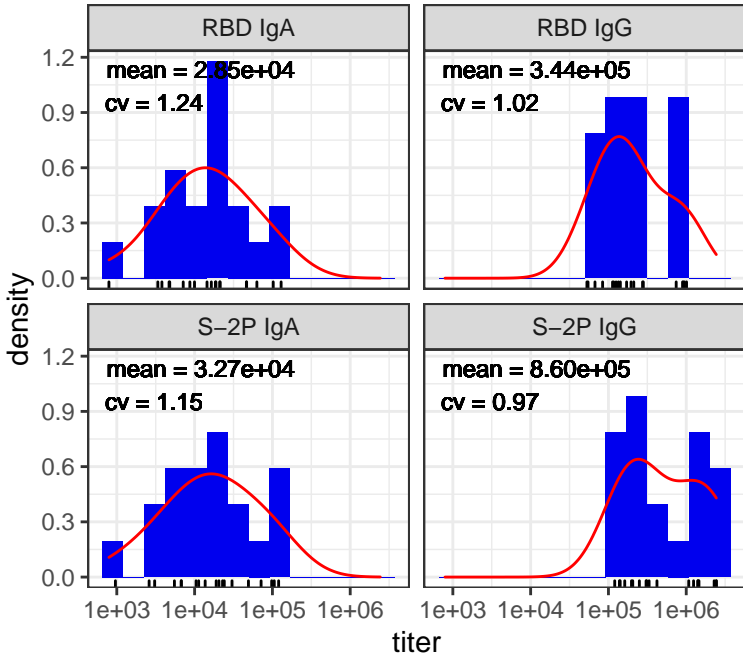 RBD IgA
RBD IgG
mean = 2.85e+04
cv = 1.24
mean = 3.44e+05
cv = 1.02
1.2
0.9
0.6
0.3
0.0
density
S−2P IgA
S−2P IgG
mean = 3.27e+04
cv = 1.15
mean = 8.60e+05
cv = 0.97
1.2
0.9
0.6
0.3
0.0
1e+03 1e+04 1e+05 1e+06
1e+03 1e+04 1e+05 1e+06
titer